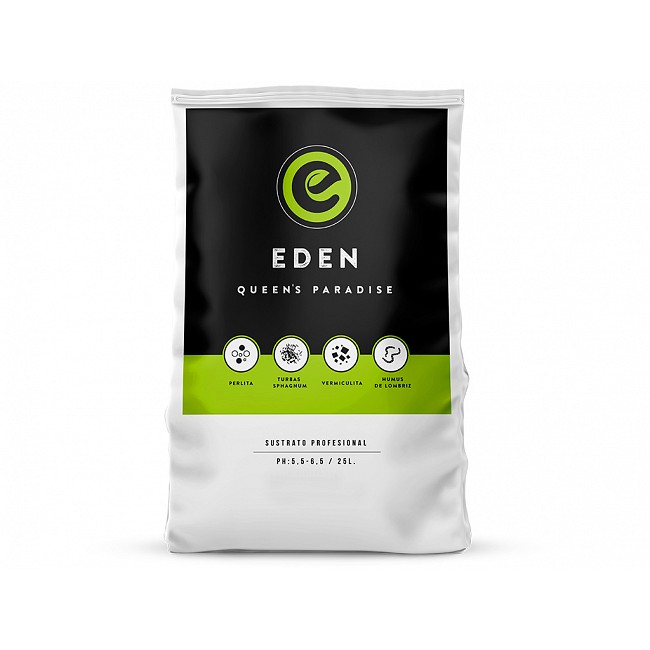 e
EDEN
QUEEN'S PARADISE
PERLITA
TURBAS
SPHAGNUM
VERMICULITA
HUMUS
DE LOMBRIZ
SUSTRATO PROFESIONAL
PH:5,5-6,5 / 25L.